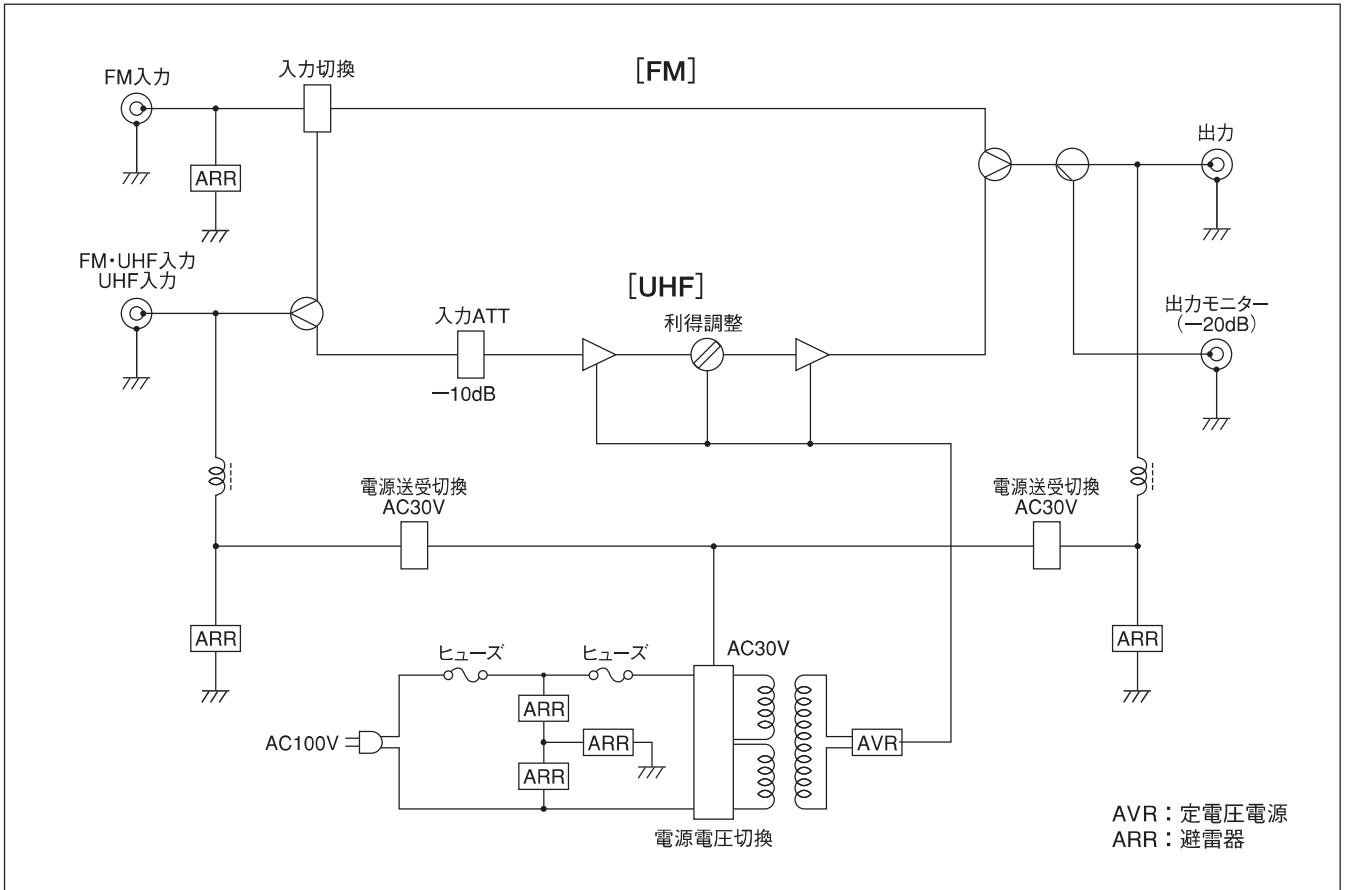 FM入力
入力切換
[FM]
出力
ARR
FM・UHF入力
UHF入力
[UHF]
入力ATT
−10dB
利得調整
出力モニター
(−20dB)
電源送受切換
AC30V
電源送受切換
AC30V
ARR
ARR
ヒューズ
ヒューズ
AC30V
ARR
AC100V
ARR
ARR
AVR
電源電圧切換
AVR：定電圧電源
ARR：避雷器